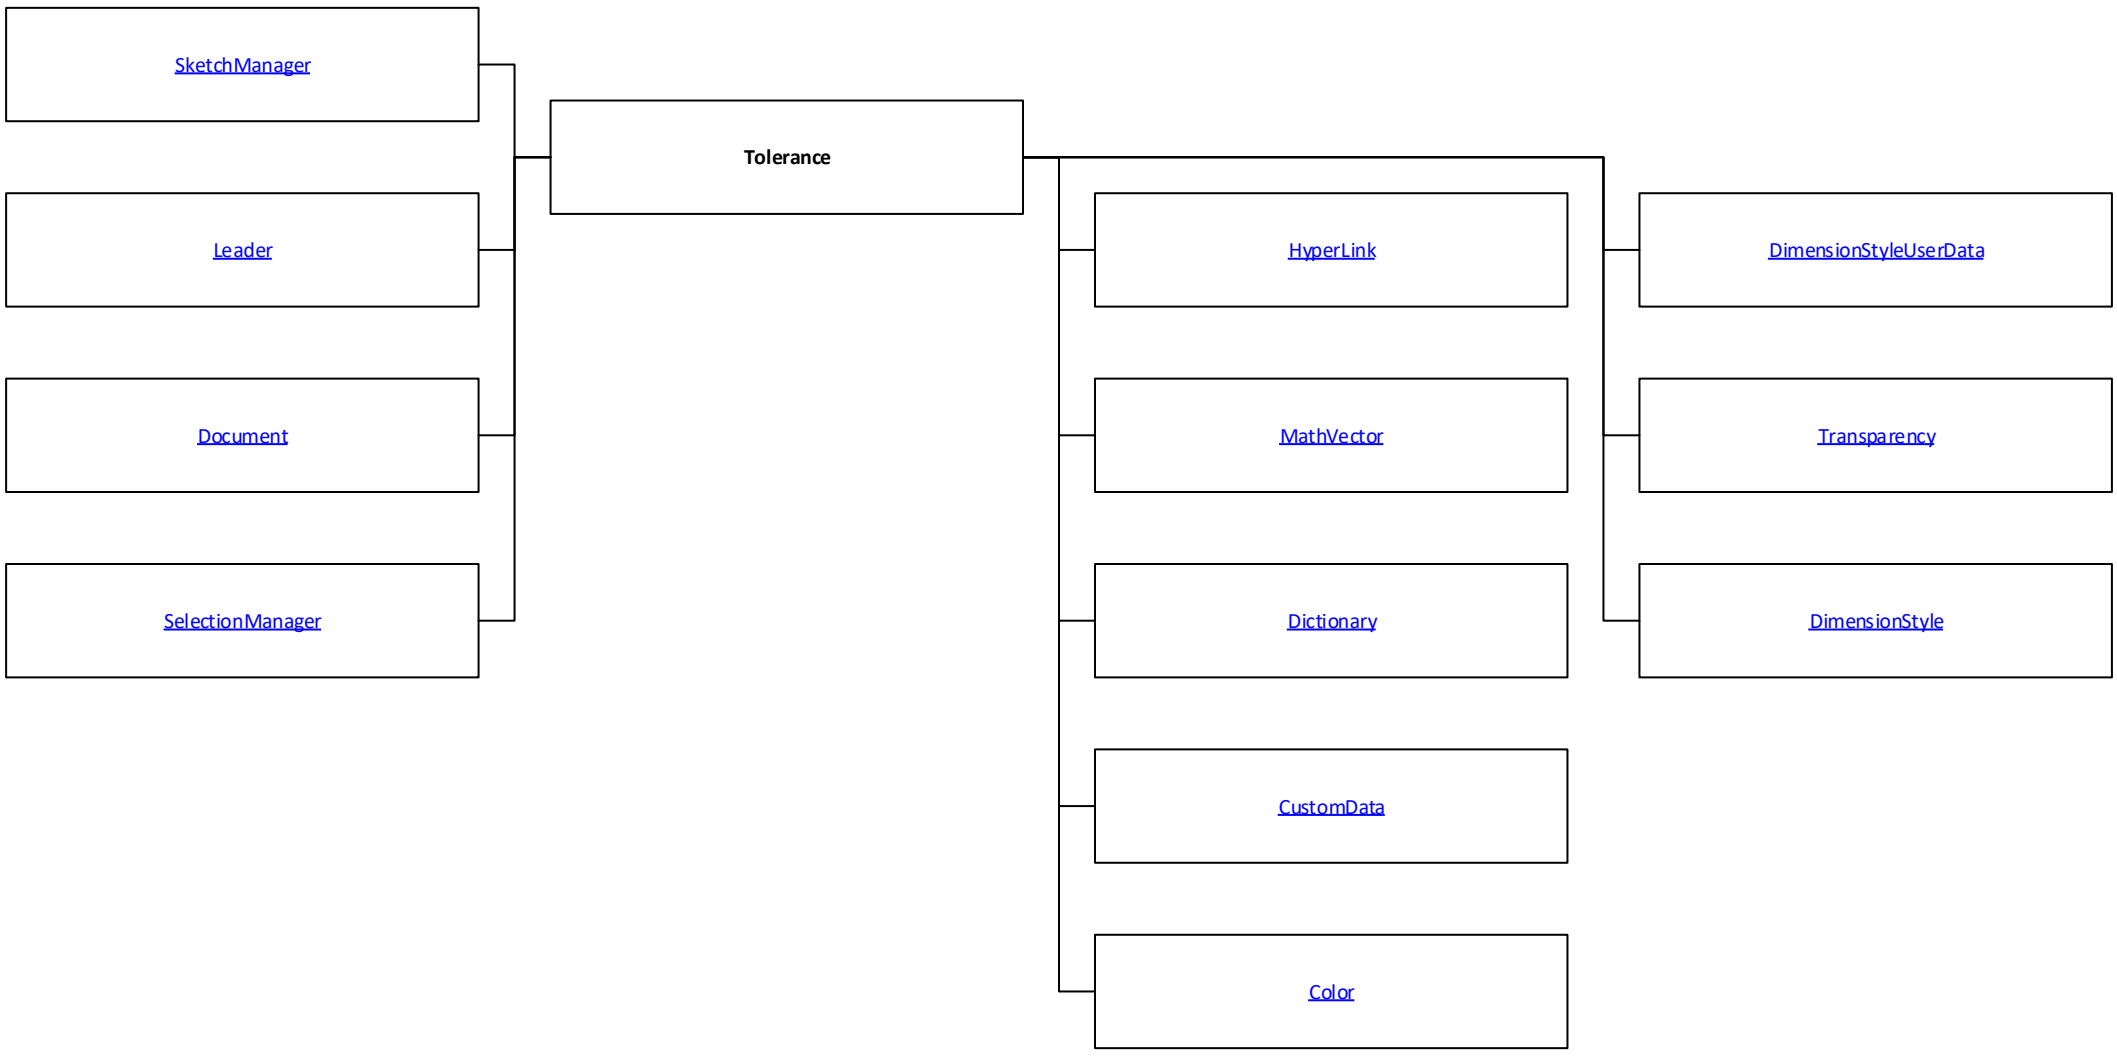 SketchManager
Tolerance
Leader
HyperLink
DimensionStyleUserData
Document
MathVector
Transparency
SelectionManager
Dictionary
DimensionStyle
CustomData
Color